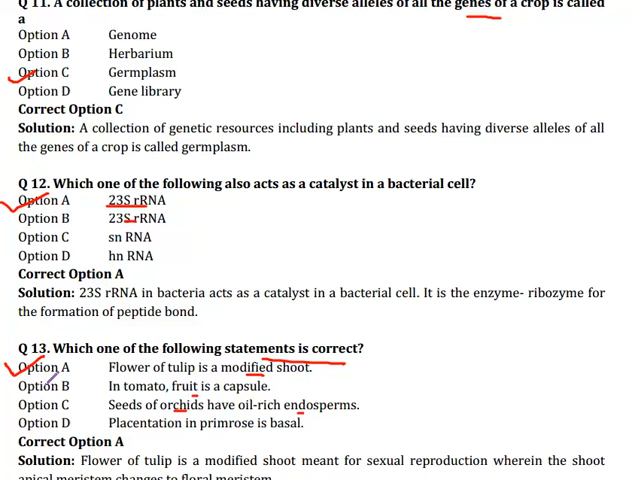 Q 11. A collection of plants and seeds having diverse alleles of all the genes of a crop is called
a
Option A Genome
Option B Herbarium
Option C Germplasm
Option D Gene library
Correct Option C
Solution: A collection of genetic resources including plants and seeds having diverse alleles of all
the genes of a crop is called germplasm.
Q 12. Which one of the following also acts as a catalyst in a bacterial cell?
Option A 23S rRNA
Option B 23S rRNA
Option C sn RNA
Option D hn RNA
Correct Option A
Solution: 23S rRNA in bacteria acts as a catalyst in a bacterial cell. It is the enzyme- ribozyme for
the formation of peptide bond.
Q 13. Which one of the following statements is correct?
Option A Flower of tulip is a modified shoot.
Option B In tomato, fruit is a capsule.
Option C Seeds of orchids have oil-rich endosperms.
Option D Placentation in primrose is basal.
Correct Option A
Solution: Flower of tulip is a modified shoot meant for sexual reproduction wherein the shoot
apical meristem changes to floral meristem.